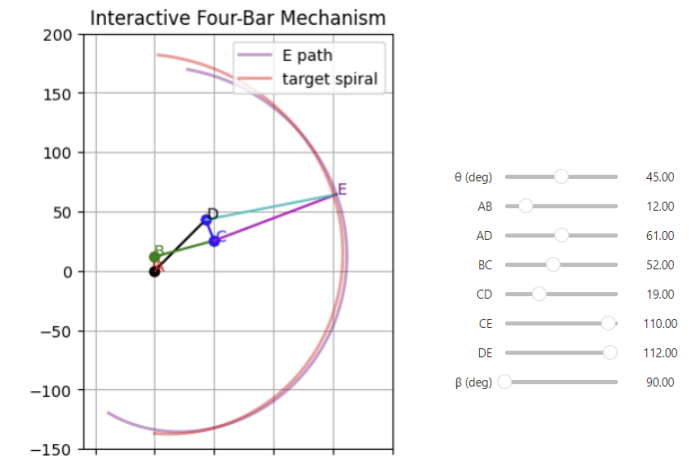 Interactive Four-Bar Mechanism
200
150
100
50
0
−50
−100
−150
E path
target spiral
A
B
C
D
E
θ (deg) 45.00
AB 12.00
AD 61.00
BC 52.00
CD 19.00
CE 110.00
DE 112.00
β (deg) 90.00